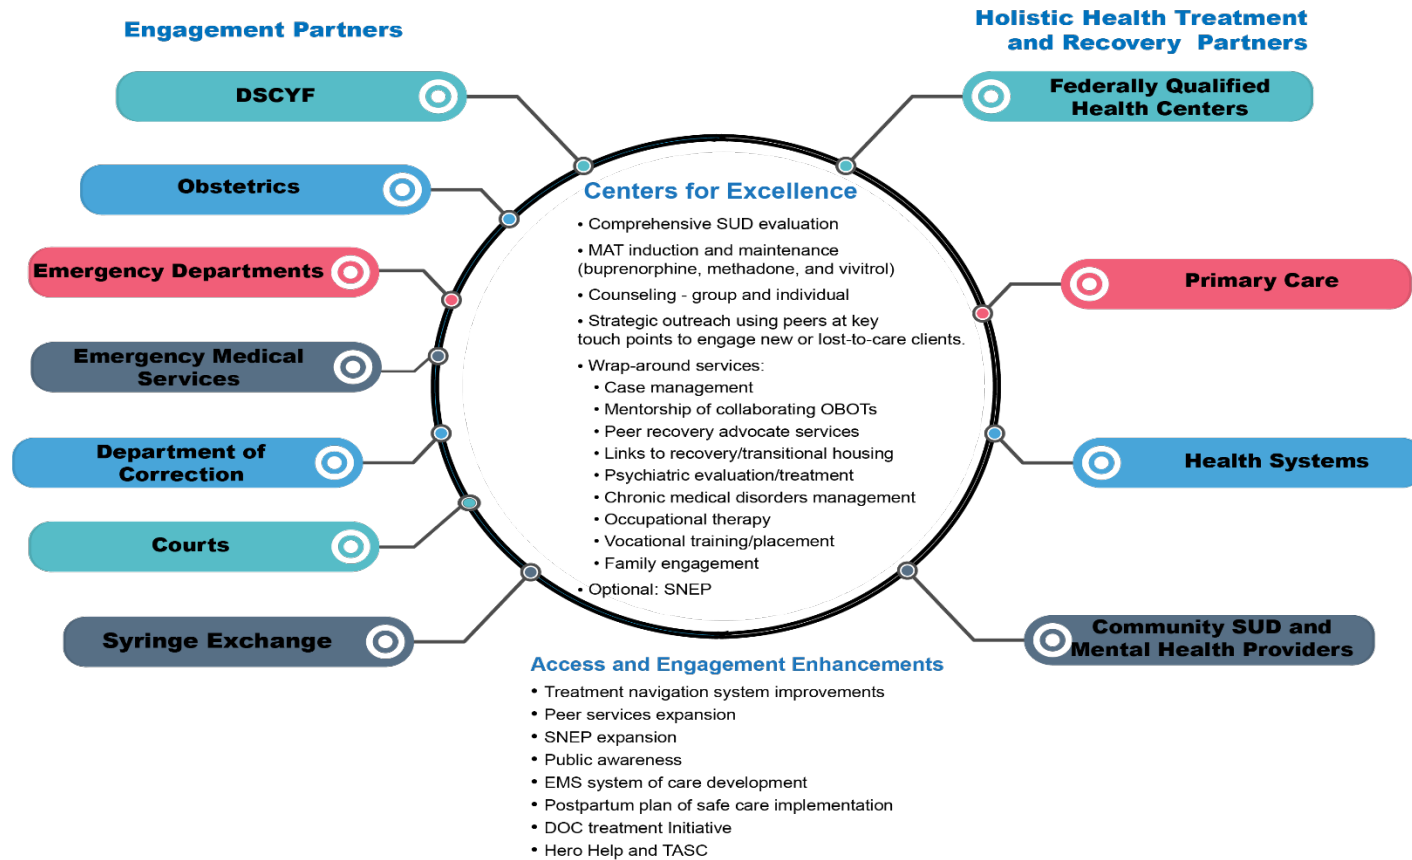 Engagement Partners
DSCYF
Obstetrics
Emergency Departments
Emergency Medical
Services
Department of
Correction
Courts
Syringe Exchange
Centers for Excellence
• Comprehensive SUD evaluation
• MAT induction and maintenance
(buprenorphine, methadone, and vivitrol)
• Counseling - group and individual
• Strategic outreach using peers at key
touch points to engage new or lost-to-care clients.
• Wrap-around services:
• Case management
• Mentorship of collaborating OBOTs
• Peer recovery advocate services
• Links to recovery/transitional housing
• Psychiatric evaluation/treatment
• Chronic medical disorders management
• Occupational therapy
• Vocational training/placement
• Family engagement
• Optional: SNEP
Holistic Health Treatment
and Recovery Partners
Federally Qualified
Health Centers
Primary Care
Health Systems
Community SUD and
Mental Health Providers
Access and Engagement Enhancements
• Treatment navigation system improvements
• Peer services expansion
• SNEP expansion
• Public awareness
• EMS system of care development
• Postpartum plan of safe care implementation
• DOC treatment Initiative
• Hero Help and TASC